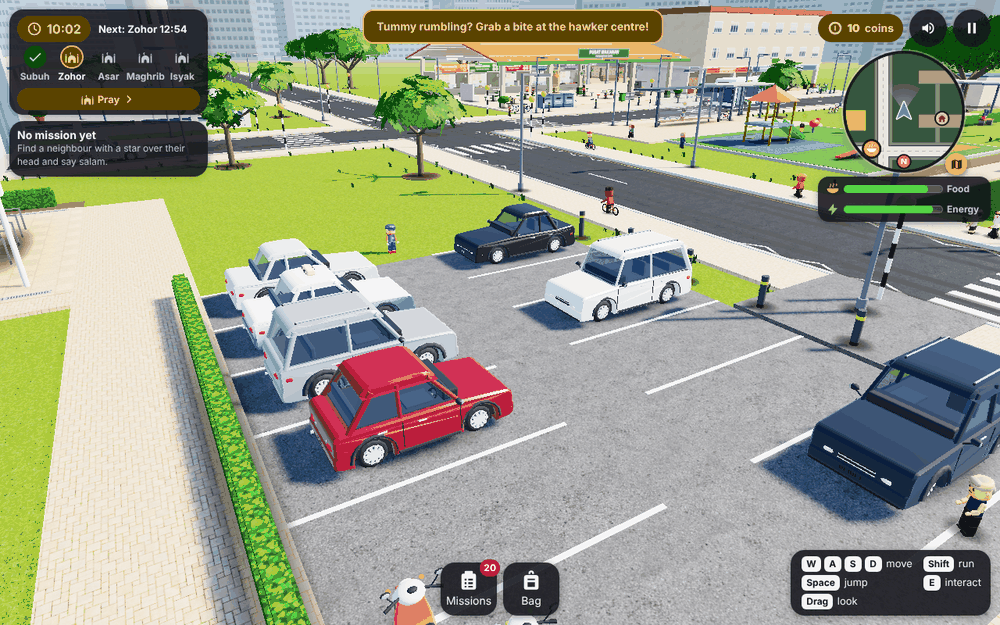 10:02
Next: Zohor 12:54
Subuh
Zohor
Asar
Maghrib
Isyak
Pray
No mission yet
Find a neighbour with a star over their
head and say salam.
Tummy rumbling? Grab a bite at the hawker centre!
10 coins
N
Food
Energy
20
Missions
Bag
W A S D move Shift run
Space jump E interact
Drag look